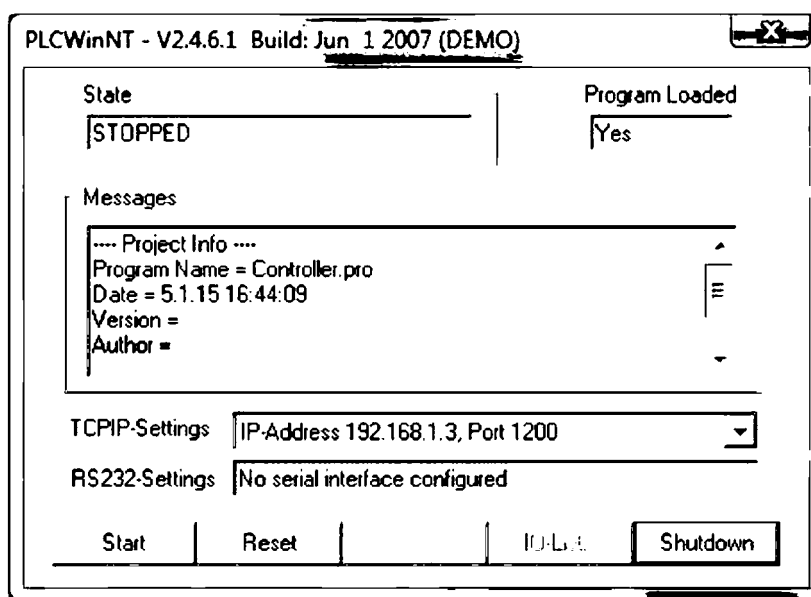 PLCWinNT - V2.4.6.1 Build: Jun 1 2007 (DEMO)
State Program Loaded
STOPPED Yes
Messages
---- Project Info ----
Program Name = Controller.pro
Date = 5.1.15 16:44:09
Version =
Author =
TCPIP-Settings IP-Address 192.168.1.3, Port 1200
RS232-Settings No serial interface configured
Start Reset Shutdown